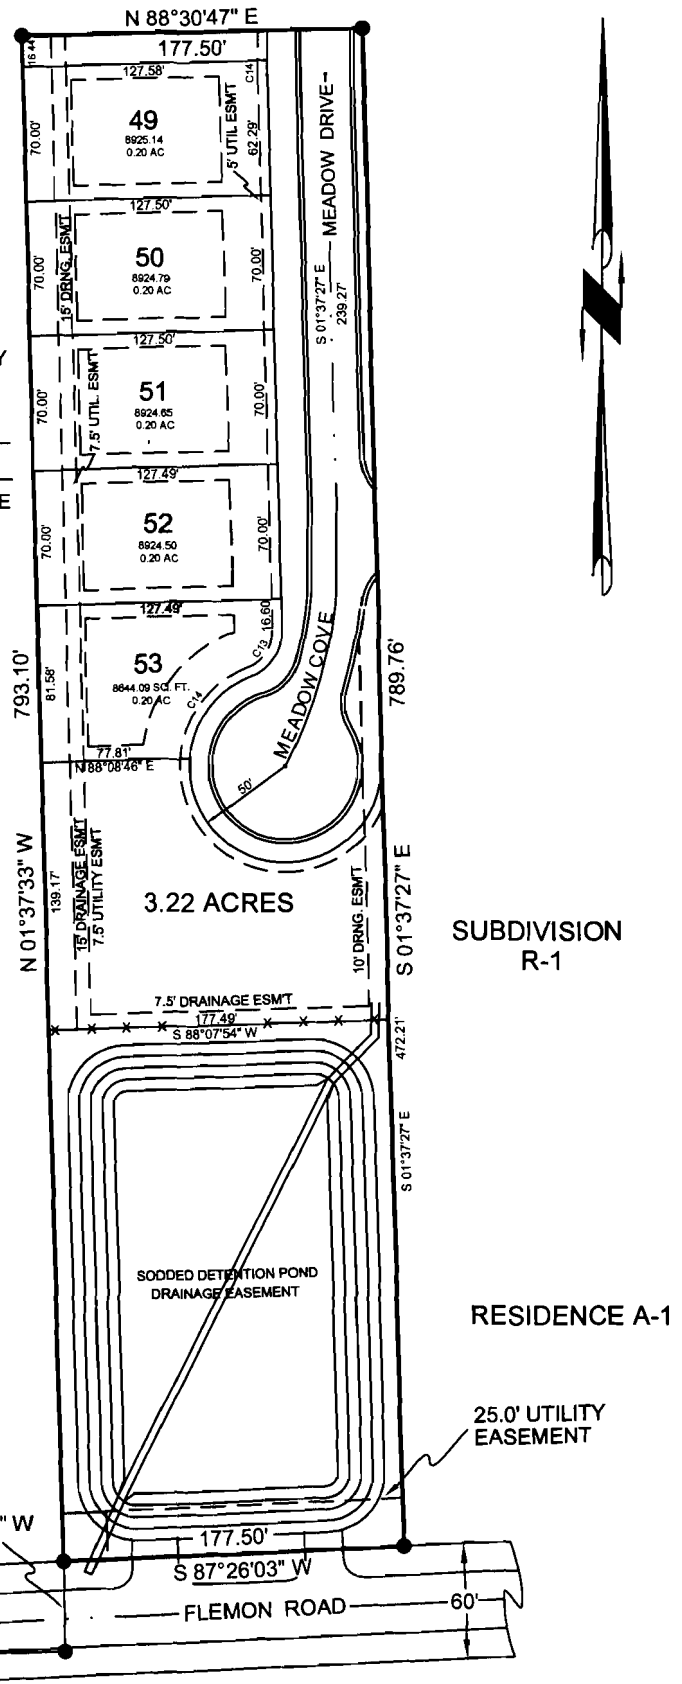 N 88°30'47" E
177.50'
16.44
127.58'
C14
49
8925.14
0.20 AC
70.00'
62.29'
5' UTIL ESM'T
MEADOW DRIVE
127.50'
15' DRNG. ESM'T
50
8924.79
0.20 AC
70.00'
70.00'
S 01°37'27" E
239.27'
127.50'
Y
7.5' UTIL. ESM'T
51
8924.65
0.20 AC
70.00'
70.00'
127.49'
E
52
8924.50
0.20 AC
70.00'
70.00'
127.49'
16.60
C13
53
8644.09 SQ. FT.
0.20 AC
C14
81.58'
793.10'
MEADOW COVE
789.76'
77.81'
N 88°08'46" E
50'
N 01°37'33" W
139.17'
15' DRAINAGE ESM'T
7.5' UTILITY ESM'T
3.22 ACRES
10' DRNG. ESM'T
S 01°37'27" E
SUBDIVISION
R-1
7.5' DRAINAGE ESM'T
177.49'
S 88°07'54" W
472.21'
S 01°37'27" E
SODDED DETENTION POND
DRAINAGE EASEMENT
RESIDENCE A-1
25.0' UTILITY
EASEMENT
" W
177.50'
S 87°26'03" W
FLEMON ROAD
60'